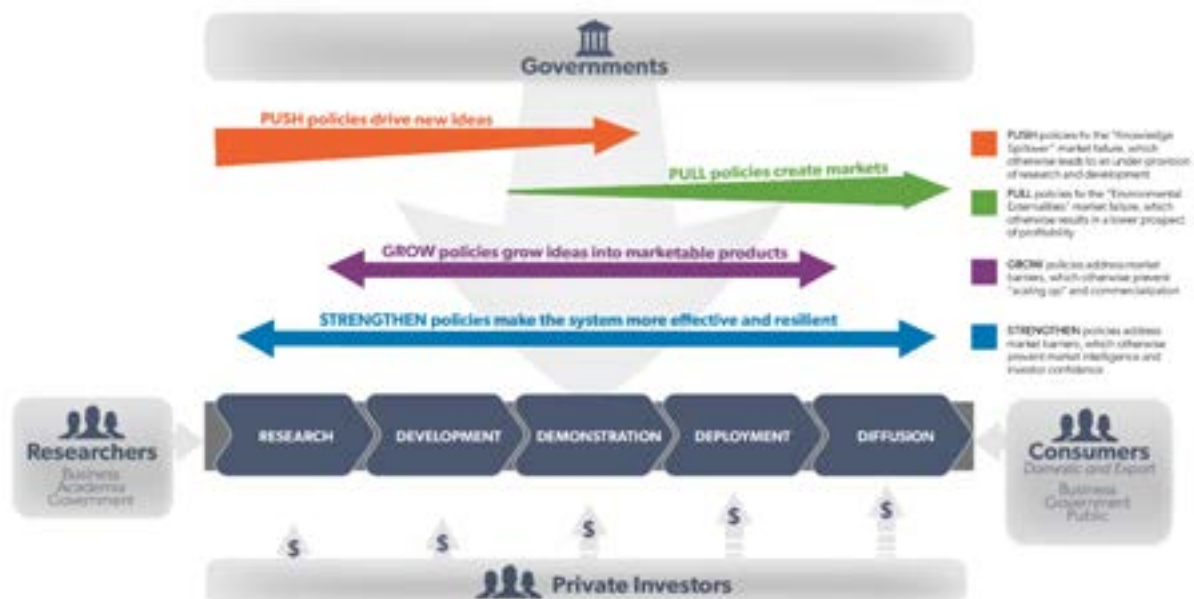 Governments
PUSH policies drive new ideas
PULL policies create markets
GROW policies grow ideas into marketable products
STRENGTHEN policies make the system more effective and resilient
PUSH policies fix the "Knowledge
Spillover" market failure, which
otherwise leads to an under-provision
of research and development
PULL policies fix the "Environmental
Externalities" market failure, which
otherwise results in a lower prospect
of profitability
GROW policies address market
barriers, which otherwise prevent
"scaling up" and commercialization
STRENGTHEN policies address
market barriers, which otherwise
prevent market intelligence and
investor confidence
Researchers
Business
Academia
Government
RESEARCH
DEVELOPMENT
DEMONSTRATION
DEPLOYMENT
DIFFUSION
Consumers
Domestic and Export
Business
Government
Public
$
$
$
$
$
Private Investors